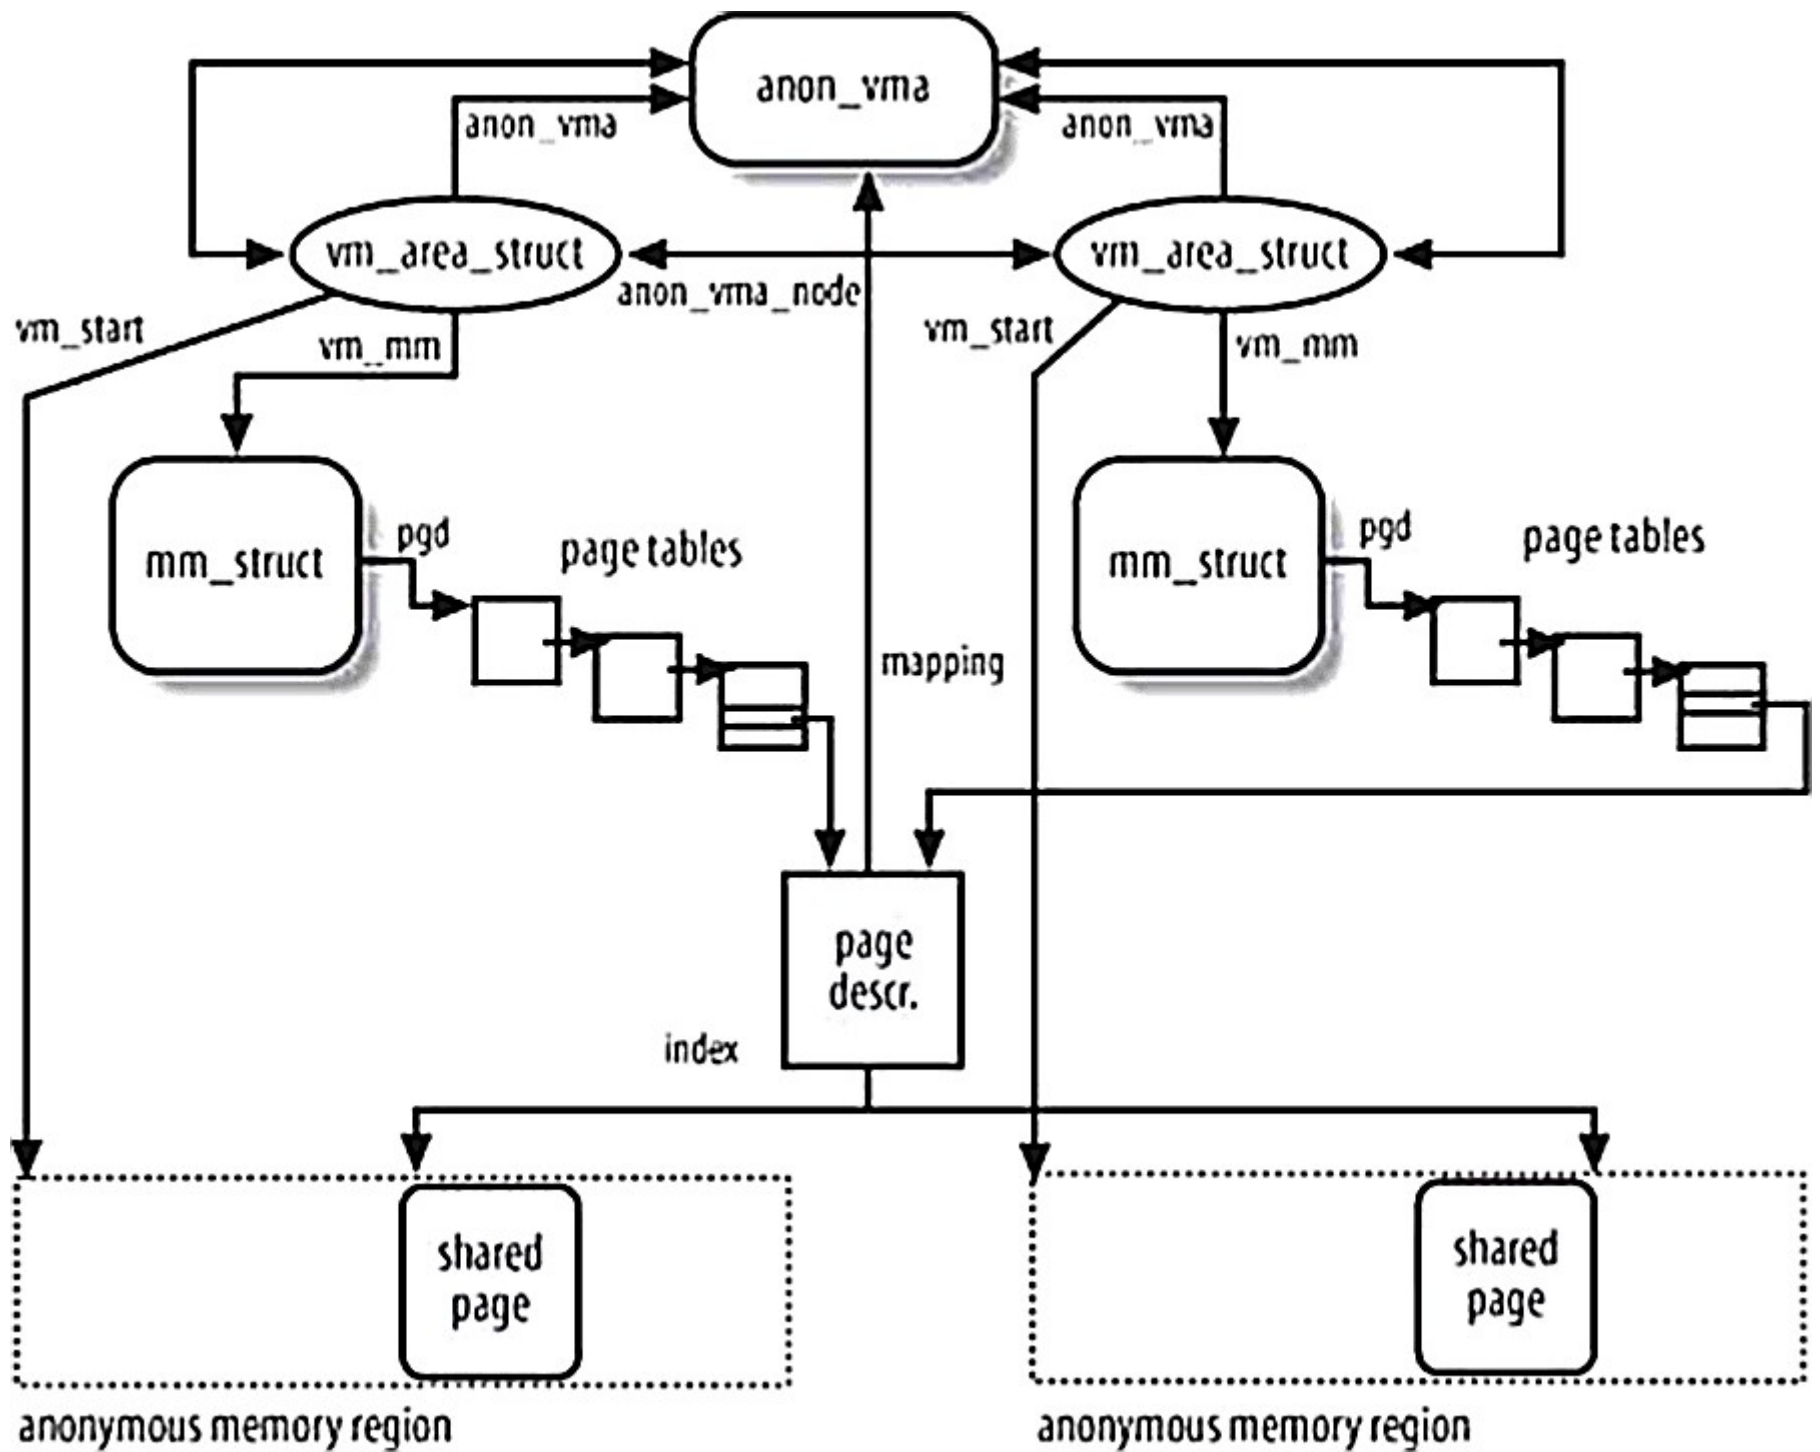 anon_vma
anon_vma
anon_vma
vm_area_struct
vm_area_struct
anon_vma_node
vm_start
vm_mm
vm_start
vm_mm
mm_struct
pgd
page tables
mm_struct
pgd
page tables
mapping
page
descr.
index
shared
page
shared
page
anonymous memory region
anonymous memory region